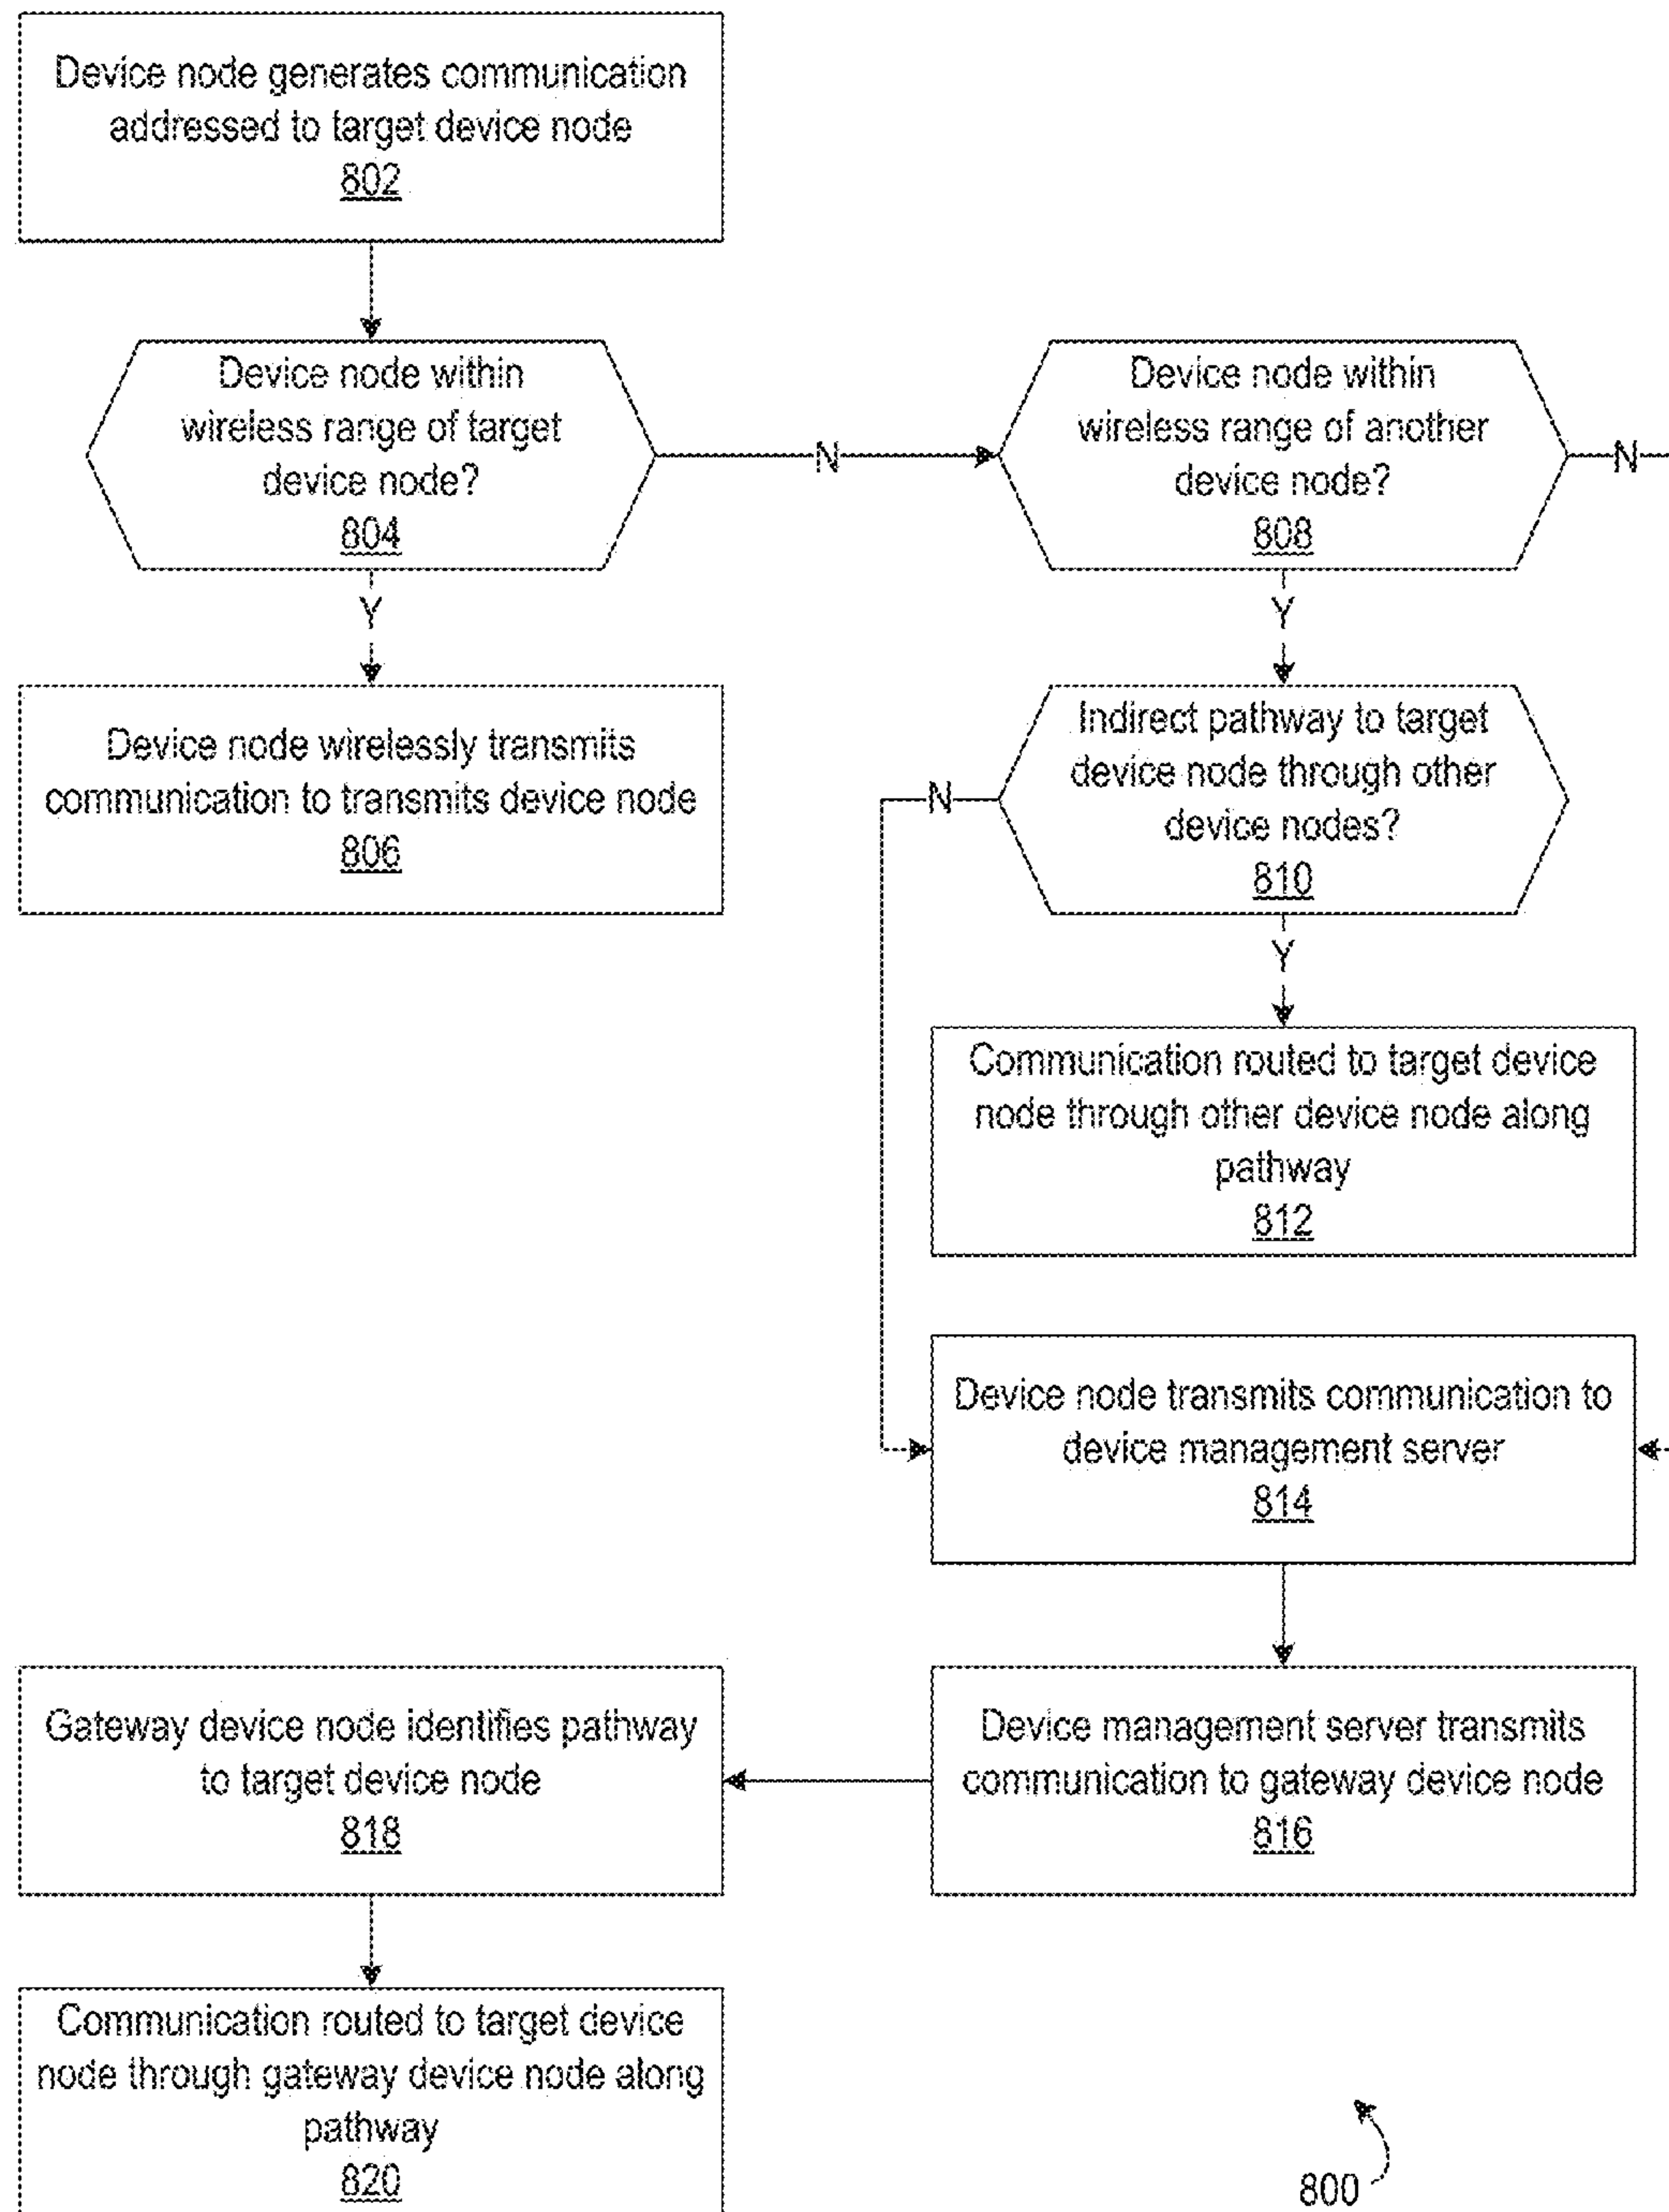 Device node generates communication
addressed to target device node
802
Device node within
wireless range of target
device node?
804
N
Device node within
wireless range of another
device node?
808
N
Y
Y
Device node wirelessly transmits
communication to transmits device node
806
Indirect pathway to target
device node through other
device nodes?
810
N
Y
Communication routed to target device
node through other device node along
pathway
812
Device node transmits communication to
device management server
814
Device management server transmits
communication to gateway device node
816
Gateway device node identifies pathway
to target device node
818
Communication routed to target device
node through gateway device node along
pathway
820
800